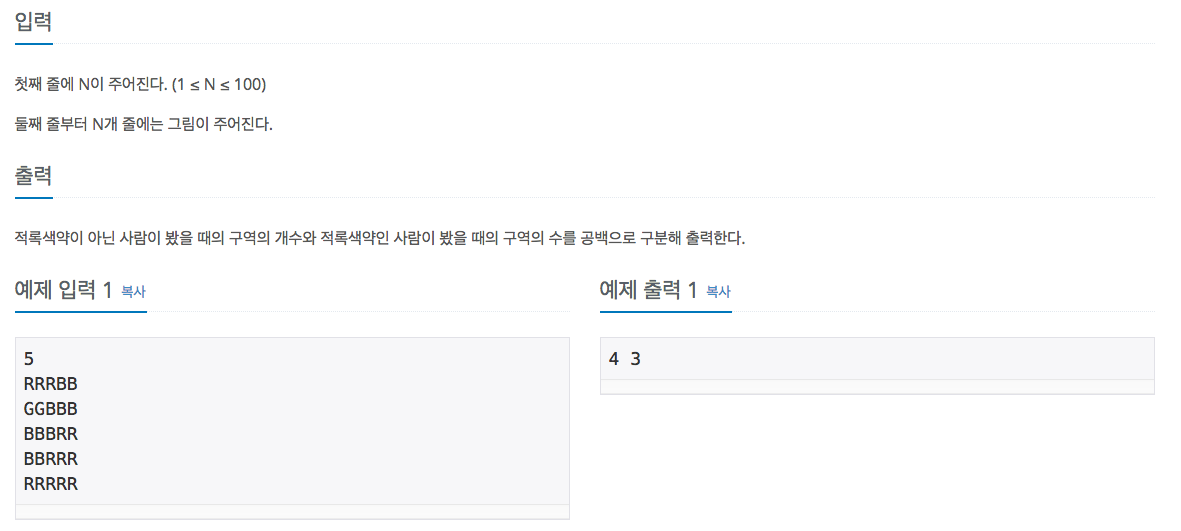 입력
첫째 줄에 N이 주어진다. (1 ≤ N ≤ 100)
둘째 줄부터 N개 줄에는 그림이 주어진다.
출력
적록색약이 아닌 사람이 봤을 때의 구역의 개수와 적록색약인 사람이 봤을 때의 구역의 수를 공백으로 구분해 출력한다.
예제 입력 1 복사
5
RRRBB
GGBBB
BBBRR
BBRRR
RRRRR
예제 출력 1 복사
4 3